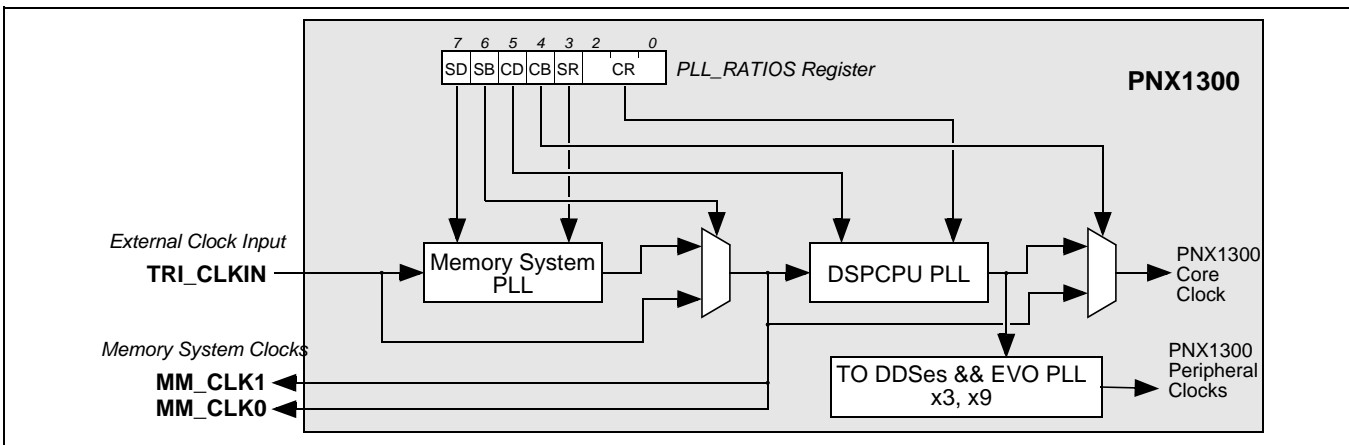 7 6 5 4 3 2 0
SD SB CD CB SR CR
PLL_RATIOS Register
PNX1300
External Clock Input
TRI_CLKIN
Memory System
PLL
DSPCPU PLL
PNX1300
Core
Clock
Memory System Clocks
MM_CLK1
MM_CLK0
TO DDSes && EVO PLL
x3, x9
PNX1300
Peripheral
Clocks